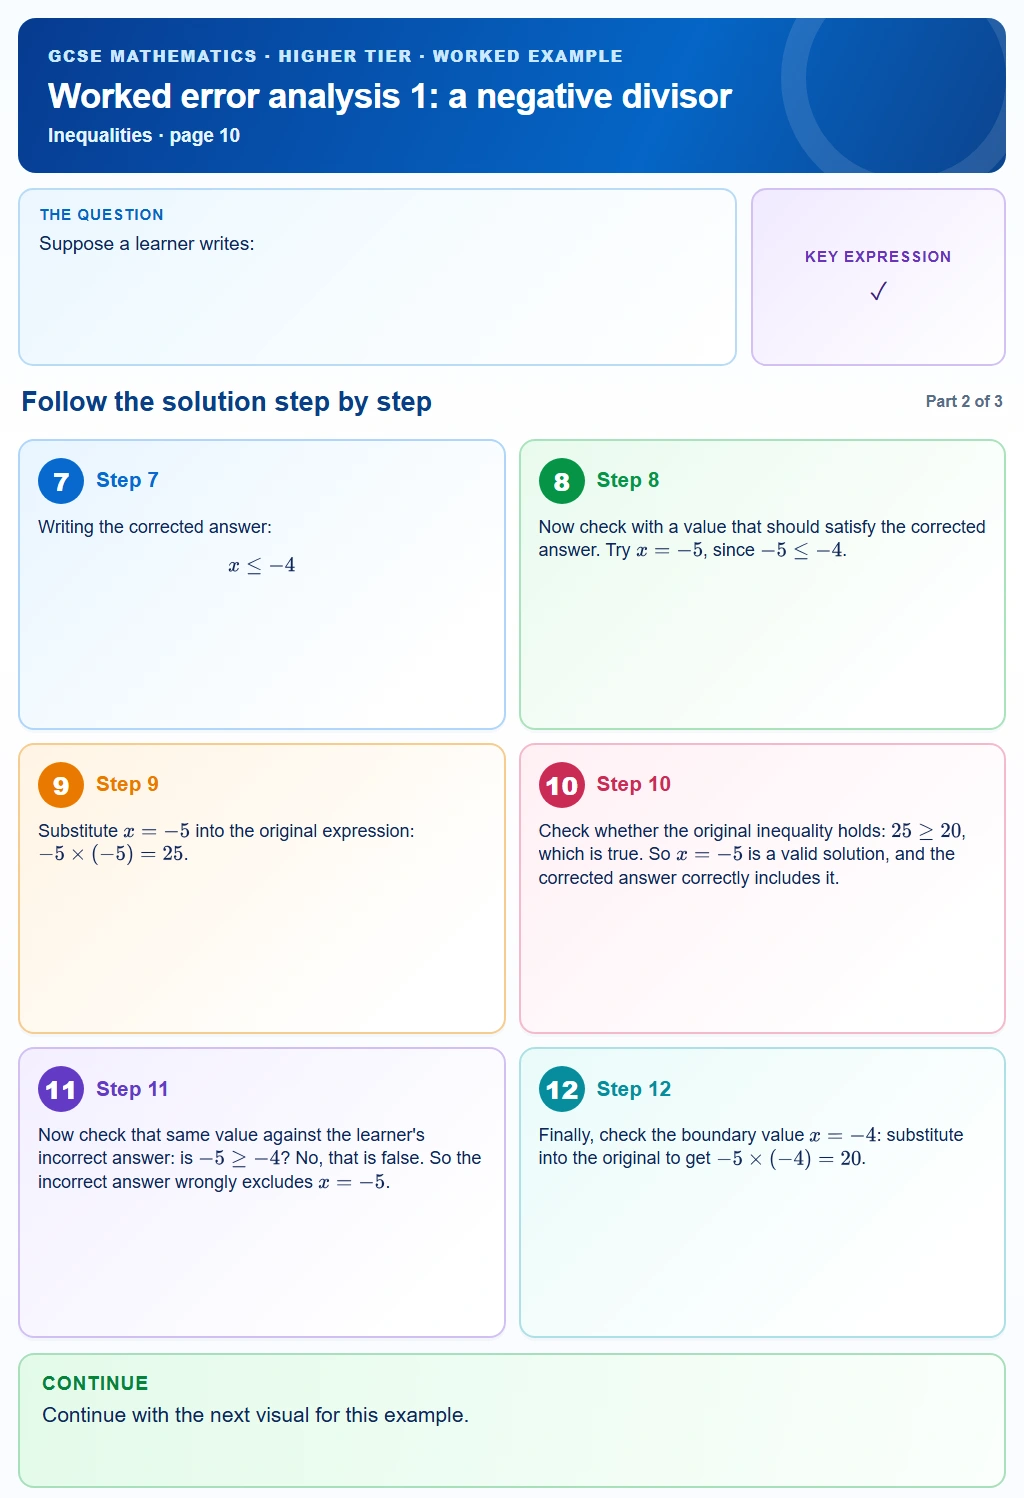 GCSE MATHEMATICS · HIGHER TIER · WORKED EXAMPLE
Worked error analysis 1: a negative divisor
Inequalities · page 10
THE QUESTION
Suppose a learner writes:
KEY EXPRESSION
✓
Follow the solution step by step
Part 2 of 3
7 Step 7
Writing the corrected answer:
x ≤ −4
8 Step 8
Now check with a value that should satisfy the corrected
answer. Try x = −5, since −5 ≤ −4.
9 Step 9
Substitute x = −5 into the original expression:
−5 × (−5) = 25.
10 Step 10
Check whether the original inequality holds: 25 ≥ 20,
which is true. So x = −5 is a valid solution, and the
corrected answer correctly includes it.
11 Step 11
Now check that same value against the learner's
incorrect answer: is −5 ≥ −4? No, that is false. So the
incorrect answer wrongly excludes x = −5.
12 Step 12
Finally, check the boundary value x = −4: substitute
into the original to get −5 × (−4) = 20.
CONTINUE
Continue with the next visual for this example.